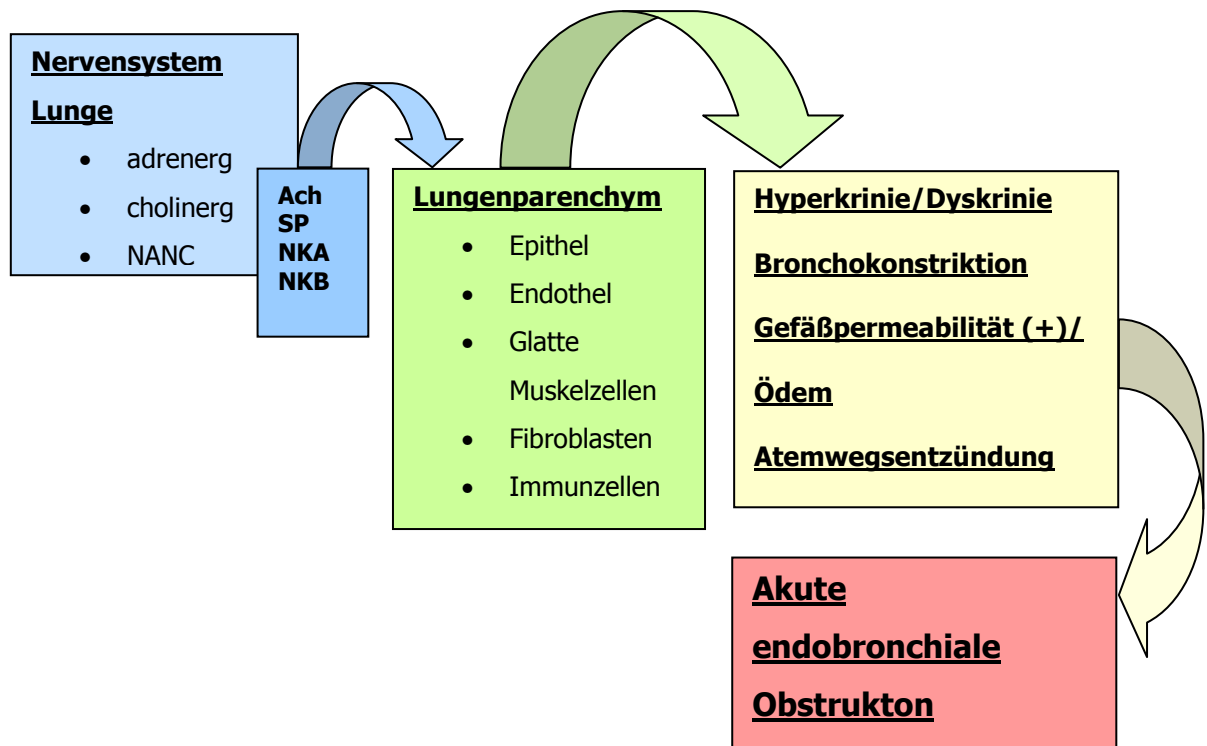 Nervensystem
Lunge
• adrenerg
• cholinerg
• NANC
Ach
SP
NKA
NKB
Lungenparenchym
• Epithel
• Endothel
• Glatte
Muskelzellen
• Fibroblasten
• Immunzellen
Hyperkrinie/Dyskrinie
Bronchokonstriktion
Gefäßpermeabilität (+)/
Ödem
Atemwegsentzündung
Akute
endobronchiale
Obstrukton